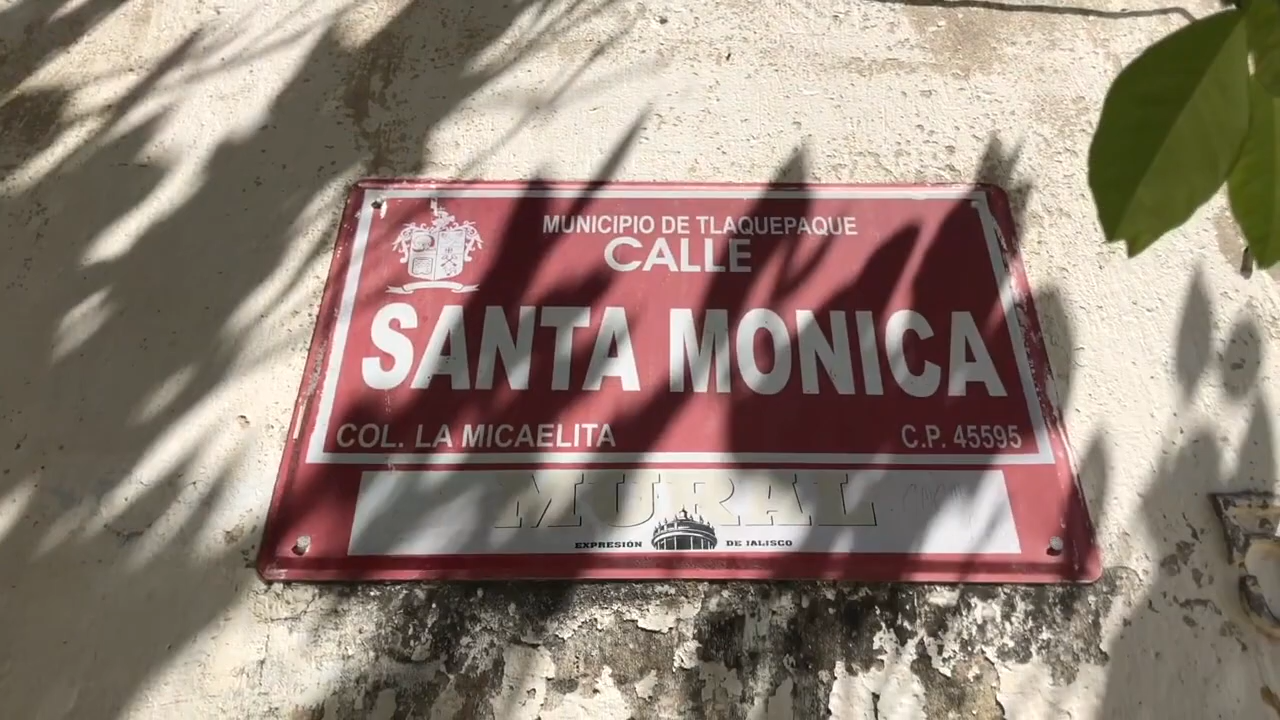 MUNICIPIO DE TLAQUEPAQUE
CALLE
SANTA MONICA
COL. LA MICAELITA C.P. 45595
MURAL
EXPRESIÓN DE JALISCO